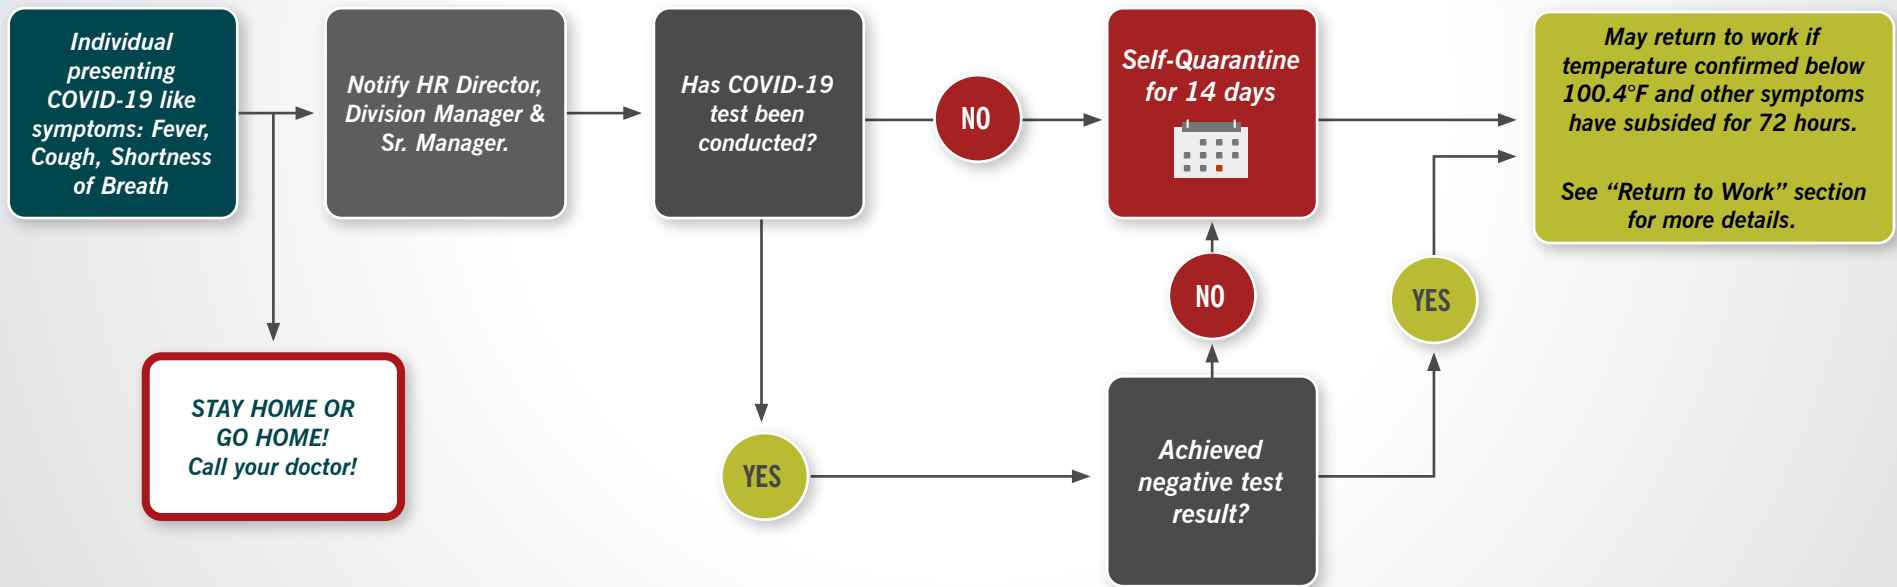 Individual
presenting
COVID-19 like
symptoms: Fever,
Cough, Shortness
of Breath
Notify HR Director,
Division Manager &
Sr. Manager.
Has COVID-19
test been
conducted?
NO
Self-Quarantine
for 14 days
May return to work if
temperature confirmed below
100.4°F and other symptoms
have subsided for 72 hours.
See “Return to Work” section
for more details.
NO
YES
STAY HOME OR
GO HOME!
Call your doctor!
YES
Achieved
negative test
result?